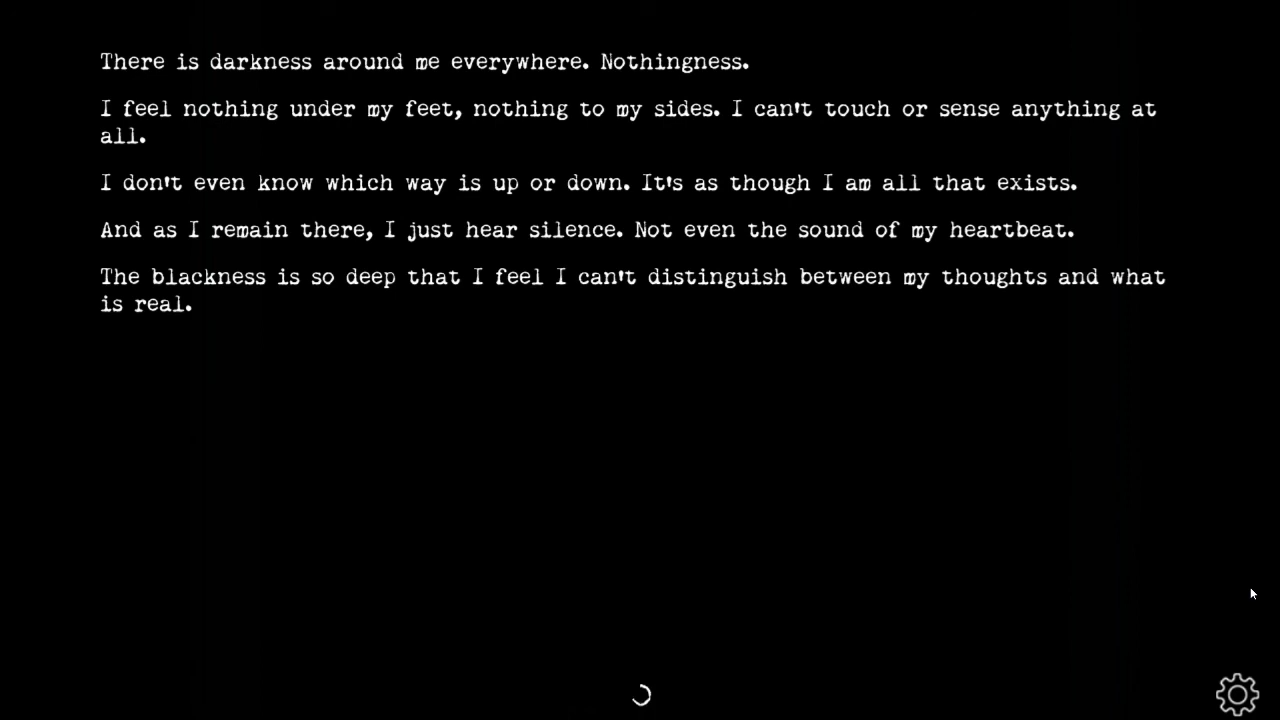 There is darkness around me everywhere. Nothingness.
I feel nothing under my feet, nothing to my sides. I can't touch or sense anything at
all.
I don't even know which way is up or down. It's as though I am all that exists.
And as I remain there, I just hear silence. Not even the sound of my heartbeat.
The blackness is so deep that I feel I can't distinguish between my thoughts and what
is real.